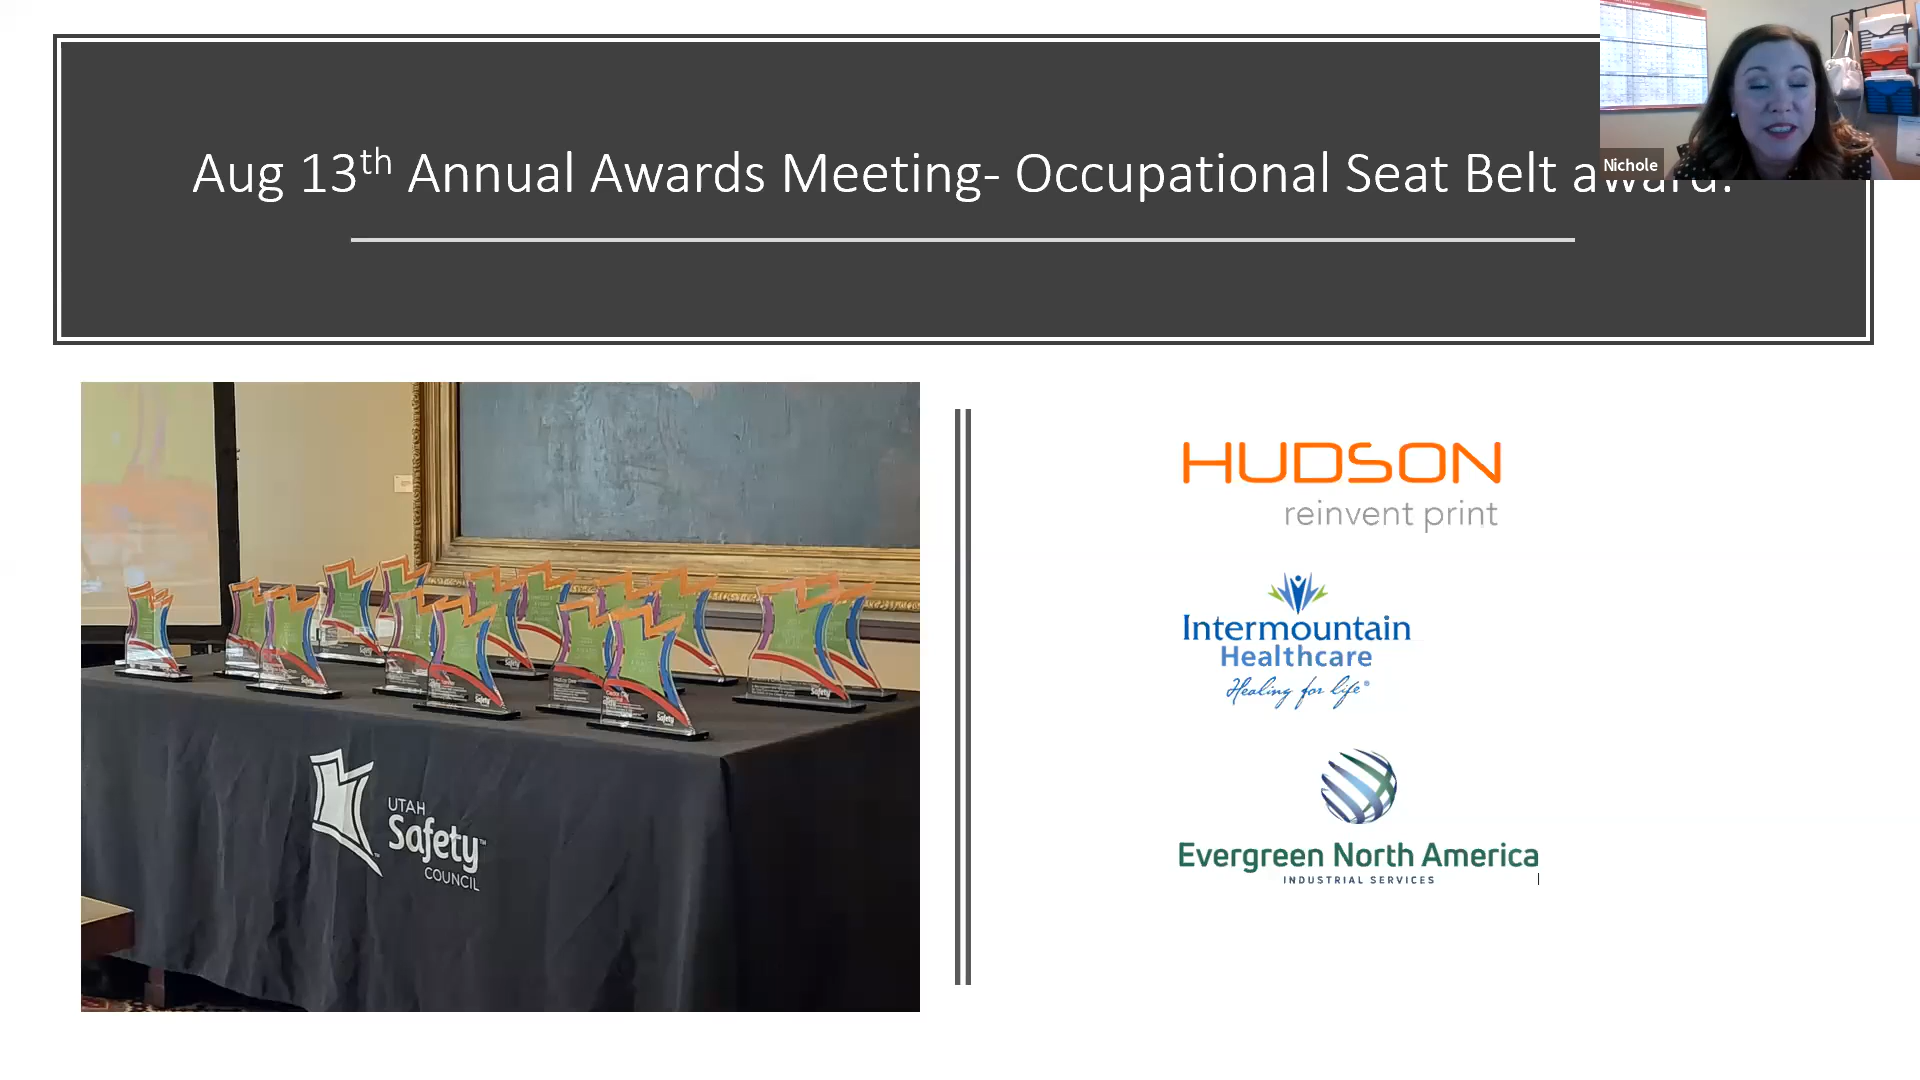 Aug 13th Annual Awards Meeting- Occupational Seat Belt award.
Nichole
HUDSON
reinvent print
Intermountain
Healthcare
Healing for life®
Evergreen North America
INDUSTRIAL SERVICES
UTAH
Safety™
COUNCIL